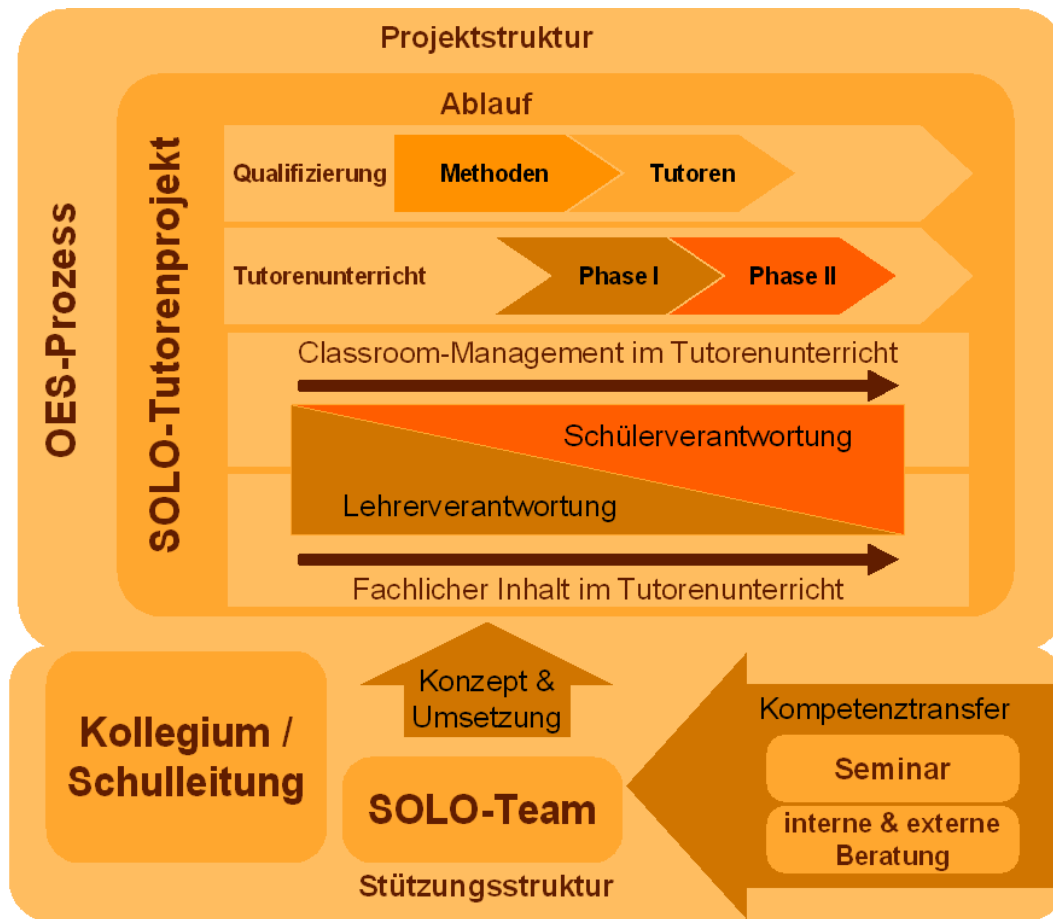 Projektstruktur
OES-Prozess
SOLO-Tutorenprojekt
Ablauf
Qualifizierung
Methoden
Tutoren
Tutorenunterricht
Phase I
Phase II
Classroom-Management im Tutorenunterricht
Schülerverantwortung
Lehrerverantwortung
Fachlicher Inhalt im Tutorenunterricht
Kollegium /
Schulleitung
Konzept &
Umsetzung
SOLO-Team
Stützungsstruktur
Kompetenztransfer
Seminar
interne & externe
Beratung